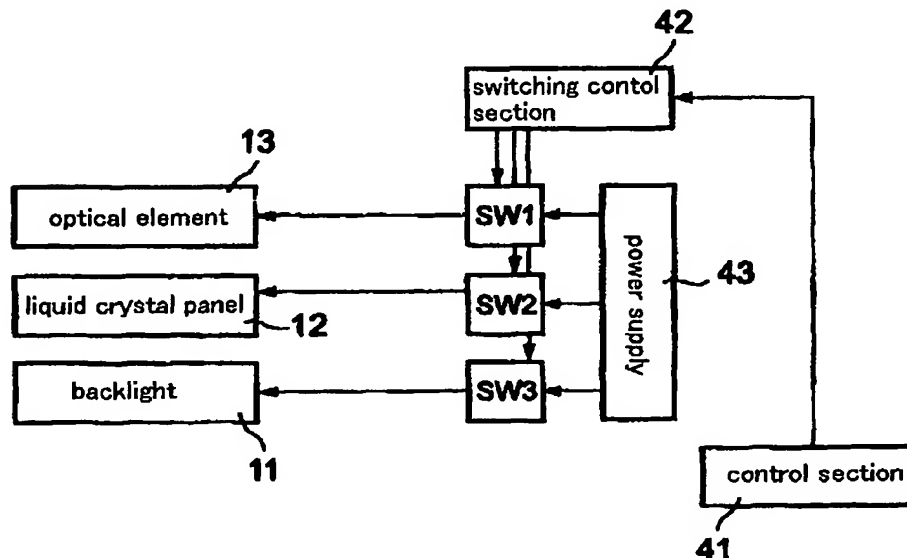 42
switching contol
section
13
optical element
SW1
power supply
43
liquid crystal panel
12
SW2
backlight
11
SW3
control section
41